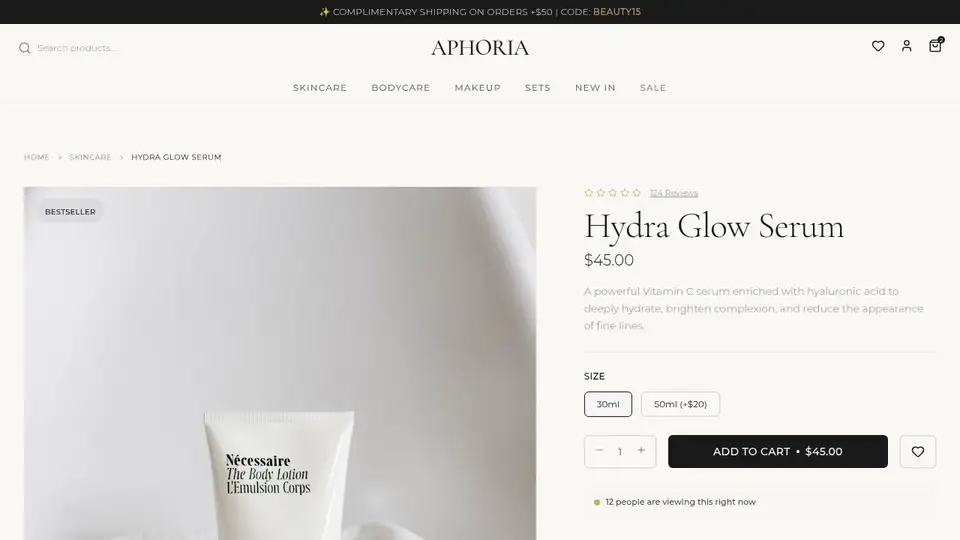 ✨ COMPLIMENTARY SHIPPING ON ORDERS +$50 | CODE: BEAUTY15
Search products...
APHORIA
2
SKINCARE BODYCARE MAKEUP SETS NEW IN SALE
HOME > SKINCARE > HYDRA GLOW SERUM
BESTSELLER
Nécessaire
The Body Lotion
L'Emulsion Corps
124 Reviews
Hydra Glow Serum
$45.00
A powerful Vitamin C serum enriched with hyaluronic acid to
deeply hydrate, brighten complexion, and reduce the appearance
of fine lines.
SIZE
30ml 50ml (+$20)
− 1 + ADD TO CART • $45.00
12 people are viewing this right now